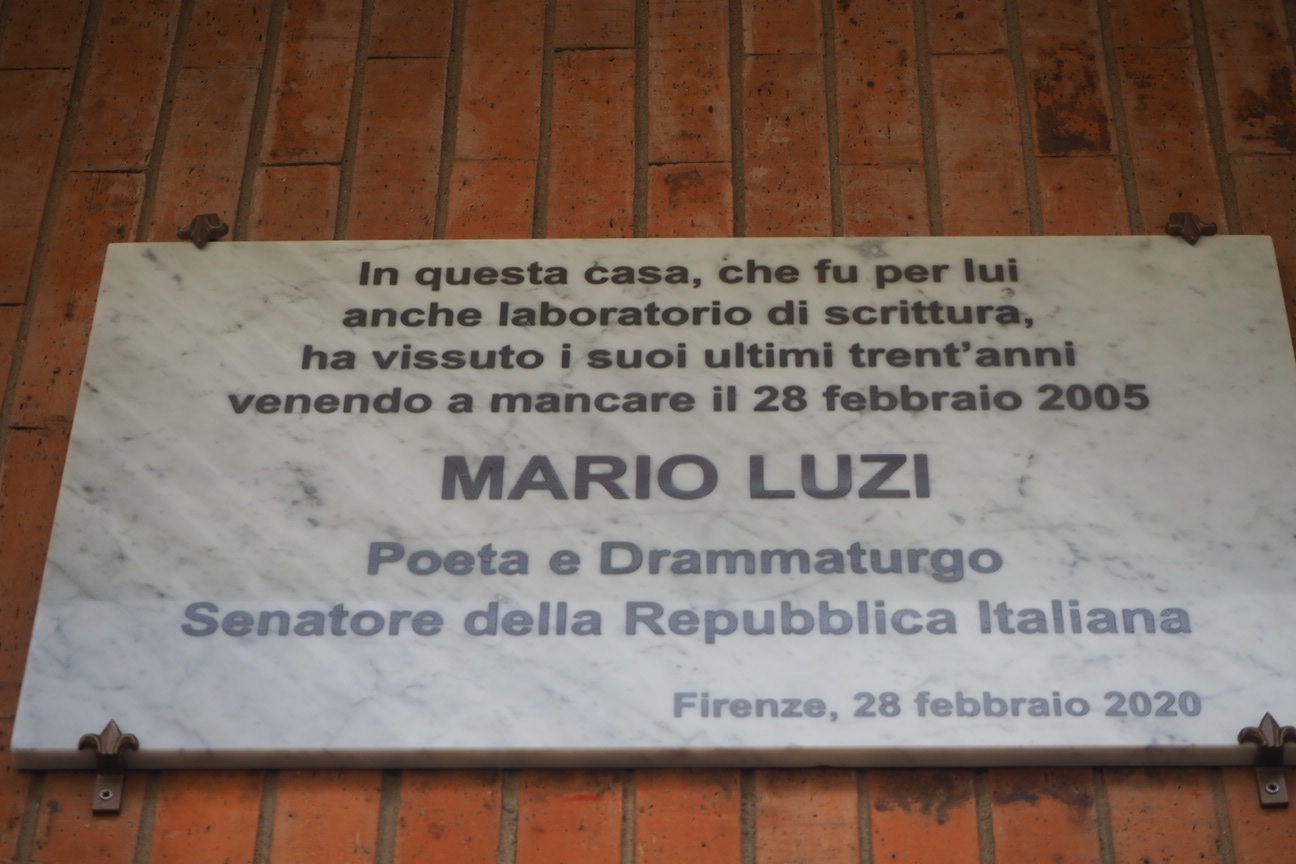 In questa casa, che fu per lui
anche laboratorio di scrittura,
ha vissuto i suoi ultimi trent’anni
venendo a mancare il 28 febbraio 2005
MARIO LUZI
Poeta e Drammaturgo
Senatore della Repubblica Italiana
Firenze, 28 febbraio 2020